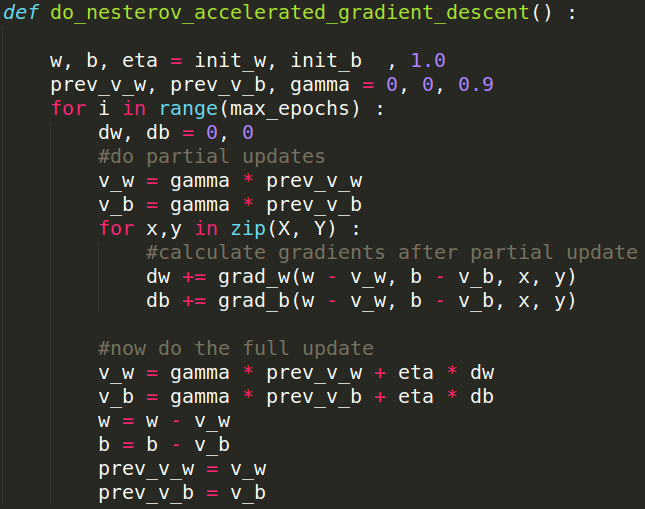 def do_nesterov_accelerated_gradient_descent() :
w, b, eta = init_w, init_b  , 1.0
prev_v_w, prev_v_b, gamma = 0, 0, 0.9
for i in range(max_epochs) :
dw, db = 0, 0
#do partial updates
v_w = gamma * prev_v_w
v_b = gamma * prev_v_b
for x,y in zip(X, Y) :
#calculate gradients after partial update
dw += grad_w(w - v_w, b - v_b, x, y)
db += grad_b(w - v_w, b - v_b, x, y)
#now do the full update
v_w = gamma * prev_v_w + eta * dw
v_b = gamma * prev_v_b + eta * db
w = w - v_w
b = b - v_b
prev_v_w = v_w
prev_v_b = v_b